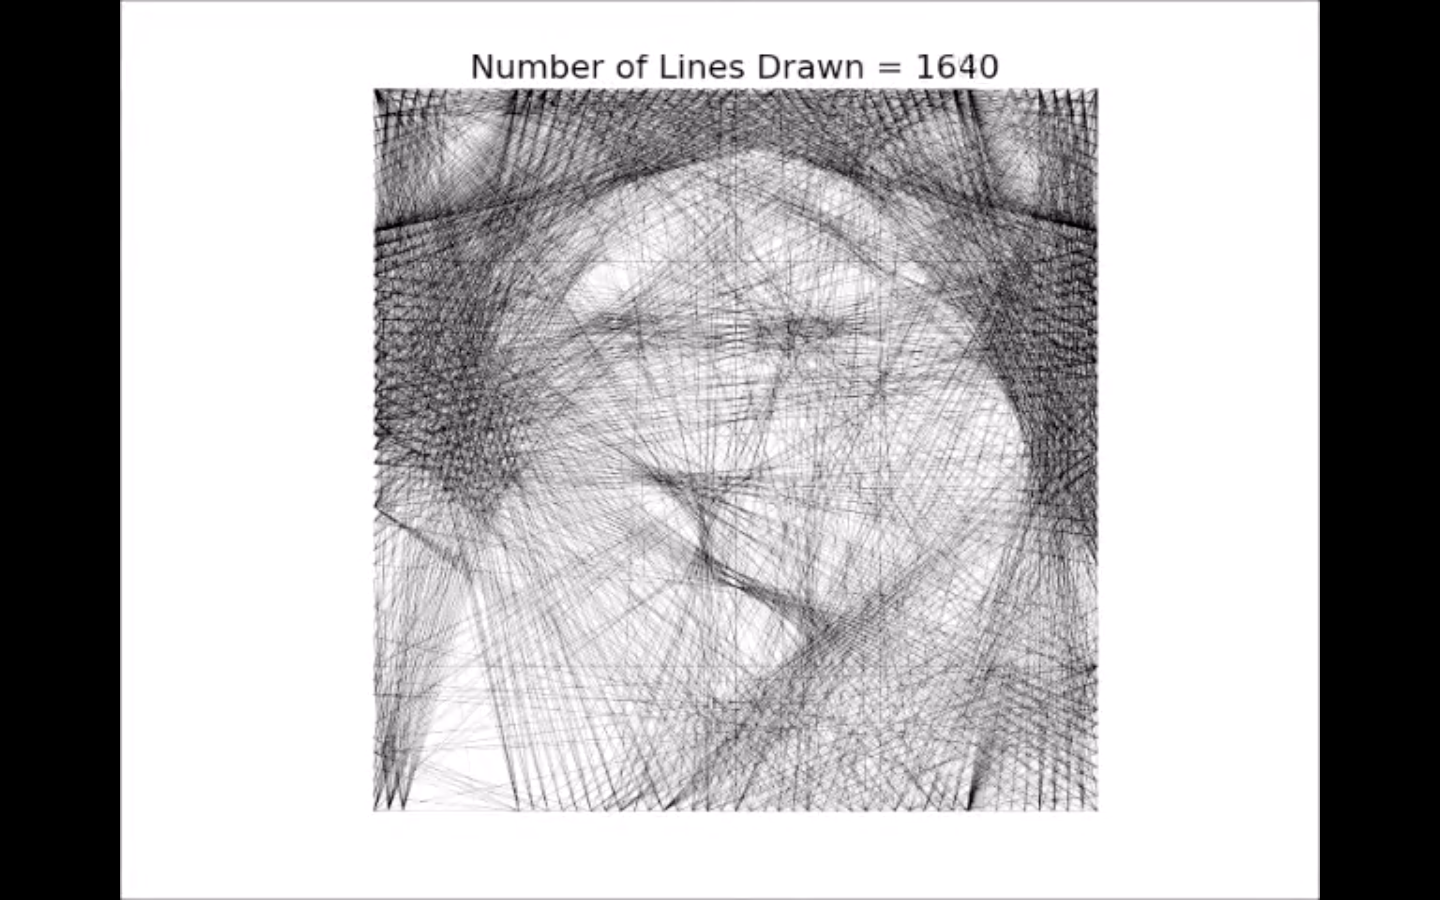 Number of Lines Drawn = 1640